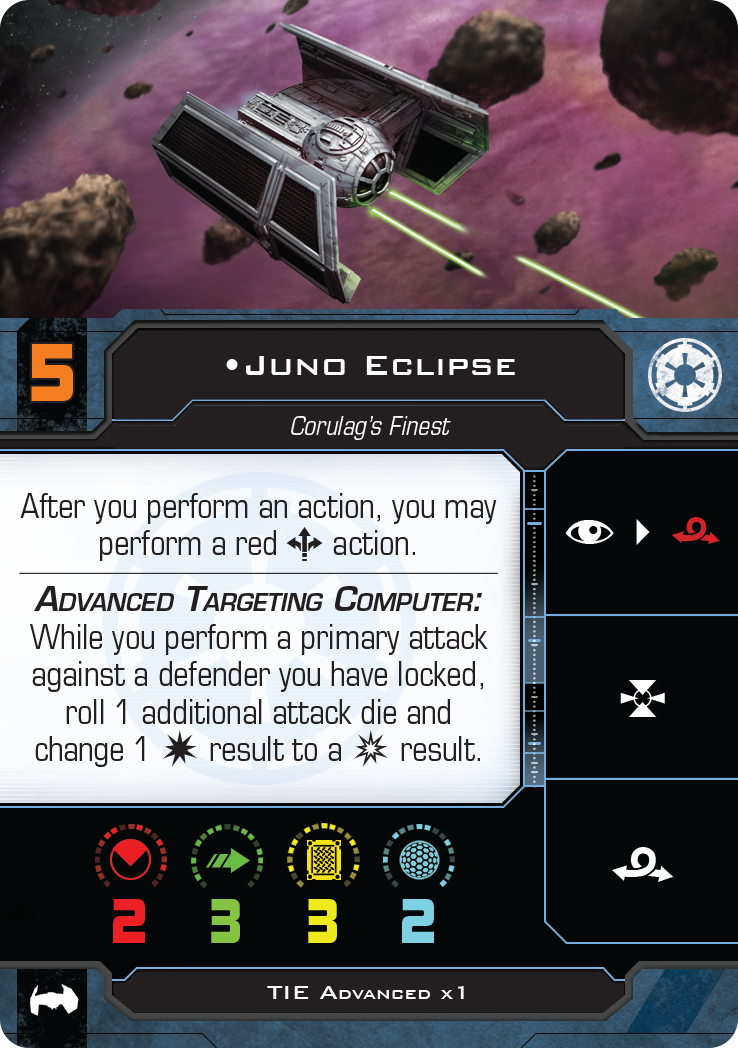 5
•Juno Eclipse
Corulag's Finest
After you perform an action, you may
perform a red action.
Advanced Targeting Computer:
While you perform a primary attack
against a defender you have locked,
roll 1 additional attack die and
change 1 result to a result.
2 3 3 2
TIE Advanced x1